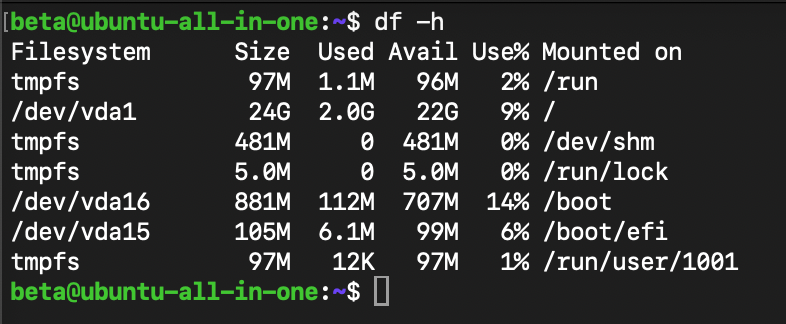 [beta@ubuntu-all-in-one:~$ df -h
Filesystem      Size  Used Avail Use% Mounted on
tmpfs            97M  1.1M   96M   2% /run
/dev/vda1        24G  2.0G   22G   9% /
tmpfs           481M     0  481M   0% /dev/shm
tmpfs           5.0M     0  5.0M   0% /run/lock
/dev/vda16      881M  112M  707M  14% /boot
/dev/vda15      105M  6.1M   99M   6% /boot/efi
tmpfs            97M   12K   97M   1% /run/user/1001
beta@ubuntu-all-in-one:~$